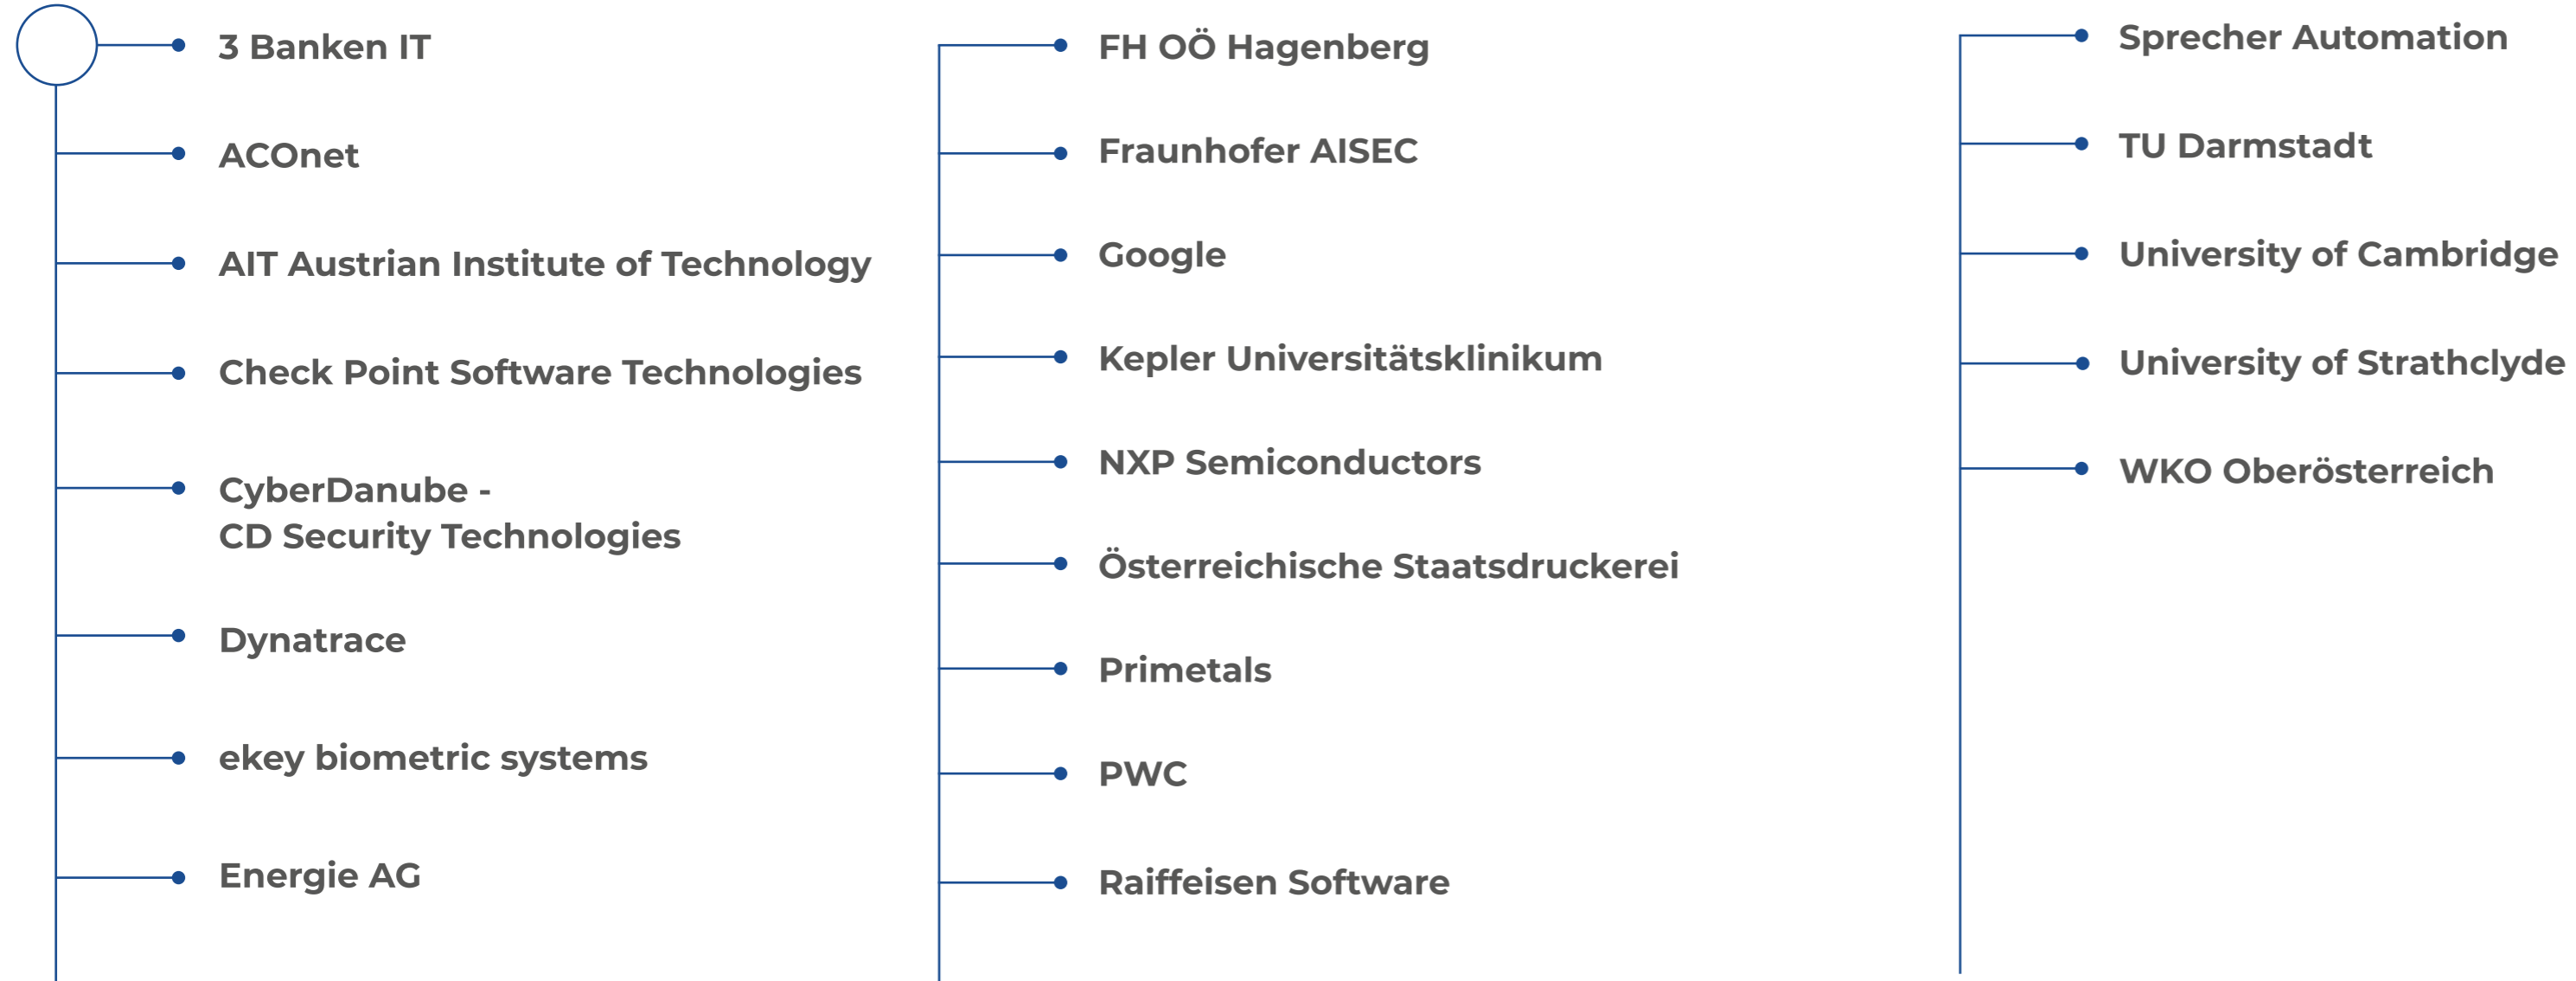 3 Banken IT
ACOnet
AIT Austrian Institute of Technology
Check Point Software Technologies
CyberDanube -
CD Security Technologies
Dynatrace
ekey biometric systems
Energie AG
FH OÖ Hagenberg
Fraunhofer AISEC
Google
Kepler Universitätsklinikum
NXP Semiconductors
Österreichische Staatsdruckerei
Primetals
PWC
Raiffeisen Software
Sprecher Automation
TU Darmstadt
University of Cambridge
University of Strathclyde
WKO Oberösterreich